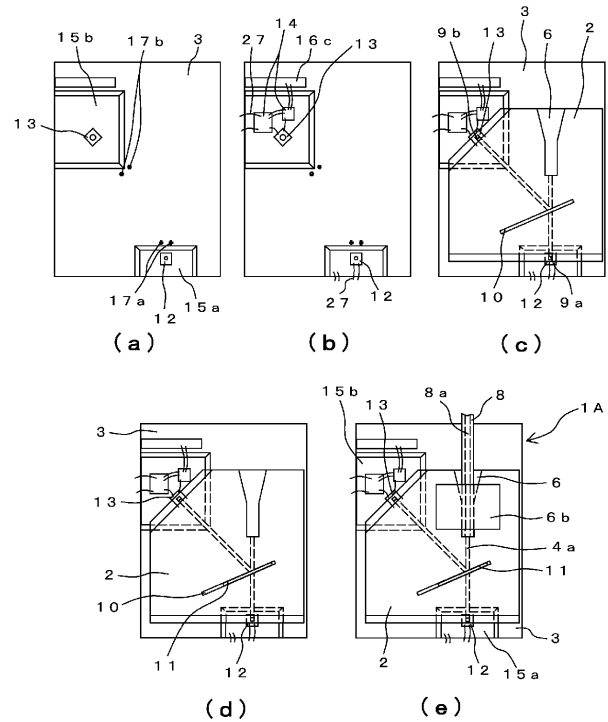 15b 17b 3
13
17a 12 15a
(a)
27 14 16c 13
27 12
(b)
9b 13 3 6 2
10 12 9a
(c)
3
13
2
10
11 12
(d)
15b 13 8a 8 1A
6
6b
4a
11
2 12 15a 3
(e)